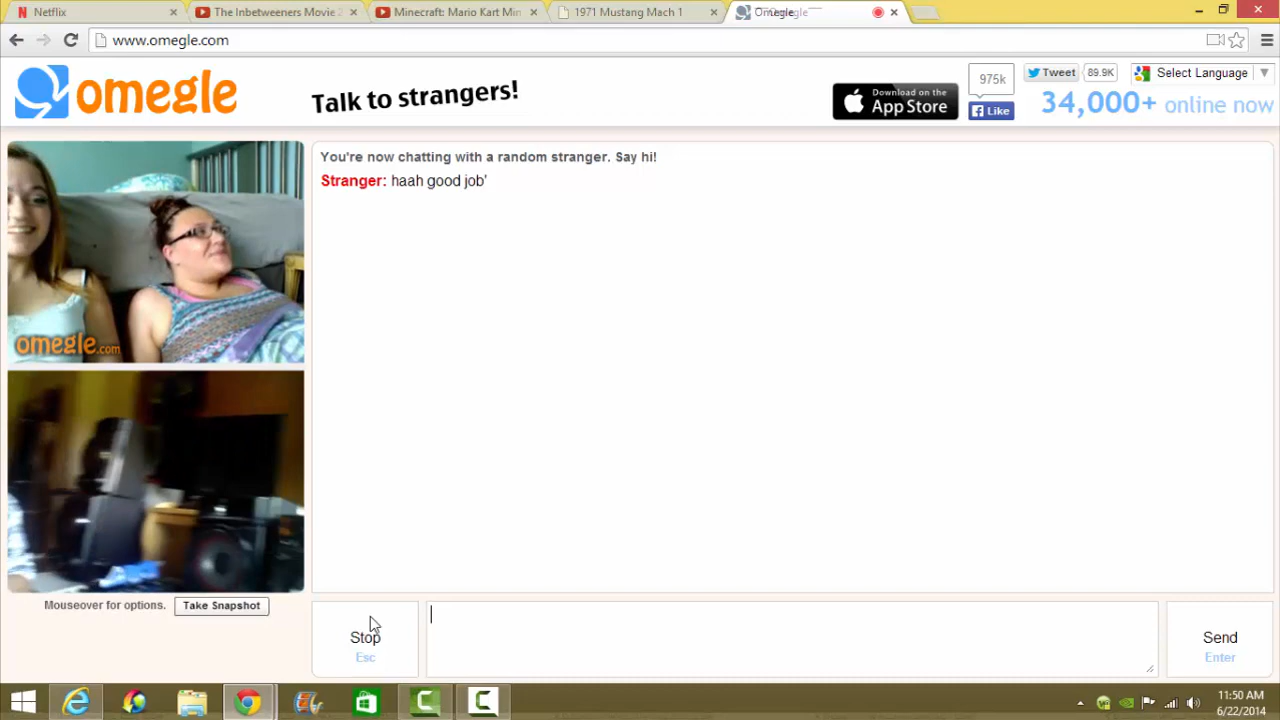 Netflix
The Inbetweeners Movie 2
Minecraft: Mario Kart Min
1971 Mustang Mach 1
Omegle
www.omegle.com
omegle
Talk to strangers!
Download on the
App Store
975k
Like
Tweet
89.9K
Select Language
34,000+ online now
You're now chatting with a random stranger. Say hi!
Stranger: haah good job'
omegle.com
Mouseover for options.
Take Snapshot
Stop
Esc
Send
Enter
11:50 AM
6/22/2014